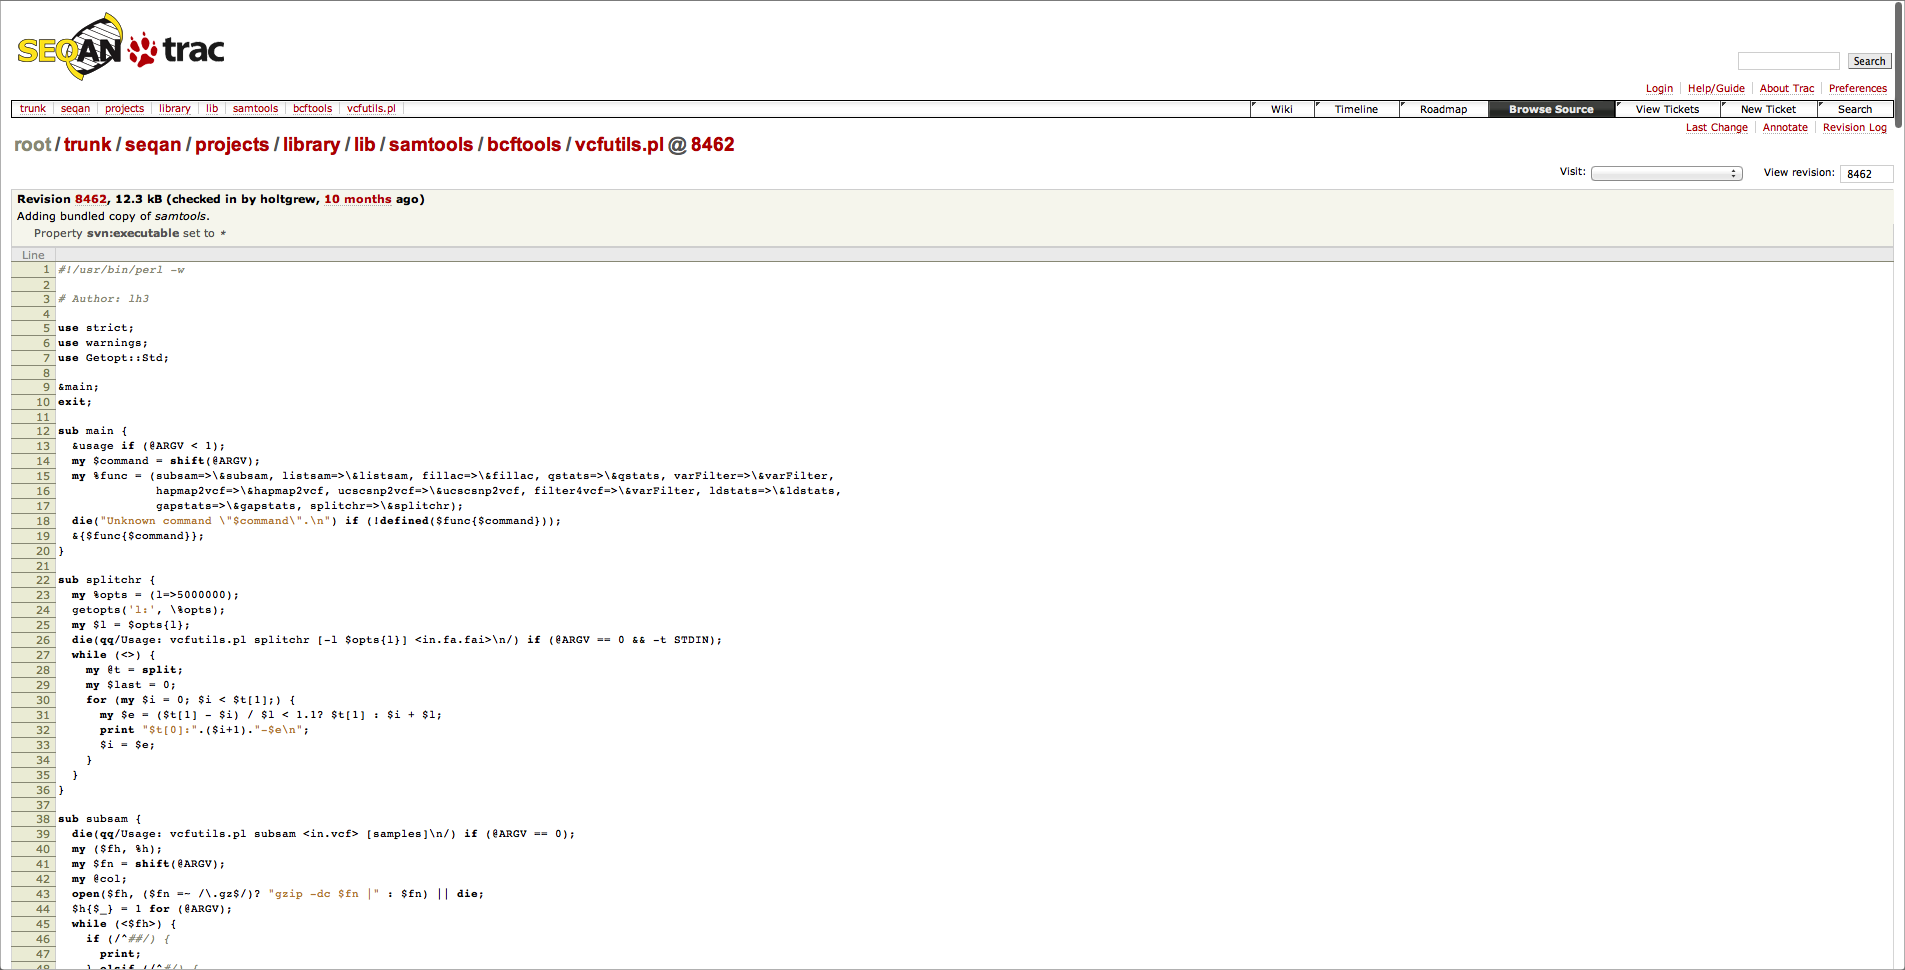 SEQAN trac
Search
Login Help/Guide About Trac Preferences
trunk seqan projects library lib samtools bcftools vcfutils.pl Wiki Timeline Roadmap Browse Source View Tickets New Ticket Search
Last Change Annotate Revision Log
root / trunk / seqan / projects / library / lib / samtools / bcftools / vcfutils.pl @ 8462
Visit: View revision: 8462
Revision 8462, 12.3 kB (checked in by holtgrew, 10 months ago)
Adding bundled copy of samtools.
Property svn:executable set to *
Line
1 #!/usr/bin/perl -w
2
3 # Author: lh3
4
5 use strict;
6 use warnings;
7 use Getopt::Std;
8
9 &main;
10 exit;
11
12 sub main {
13 &usage if (@ARGV < 1);
14 my $command = shift(@ARGV);
15 my %func = (subsam=>\&subsam, listsam=>\&listsam, fillac=>\&fillac, qstats=>\&qstats, varFilter=>\&varFilter,
16 hapmap2vcf=>\&hapmap2vcf, ucscsnp2vcf=>\&ucscsnp2vcf, filter4vcf=>\&varFilter, ldstats=>\&ldstats,
17 gapstats=>\&gapstats, splitchr=>\&splitchr);
18 die("Unknown command \"$command\".\n") if (!defined($func{$command}));
19 &{$func{$command}};
20 }
21
22 sub splitchr {
23 my %opts = (l=>5000000);
24 getopts('l:', \%opts);
25 my $l = $opts{l};
26 die(qq/Usage: vcfutils.pl splitchr [-l $opts{l}] <in.fa.fai>\n/) if (@ARGV == 0 && -t STDIN);
27 while (<>) {
28 my @t = split;
29 my $last = 0;
30 for (my $i = 0; $i < $t[1];) {
31 my $e = ($t[1] - $i) / $l < 1.1? $t[1] : $i + $l;
32 print "$t[0]:".($i+1)."-$e\n";
33 $i = $e;
34 }
35 }
36 }
37
38 sub subsam {
39 die(qq/Usage: vcfutils.pl subsam <in.vcf> [samples]\n/) if (@ARGV == 0);
40 my ($fh, %h);
41 my $fn = shift(@ARGV);
42 my @col;
43 open($fh, ($fn =~ /\.gz$/)? "gzip -dc $fn |" : $fn) || die;
44 $h{$_} = 1 for (@ARGV);
45 while (<$fh>) {
46 if (/^##/) {
47 print;
48 } elsif (/^#/) {